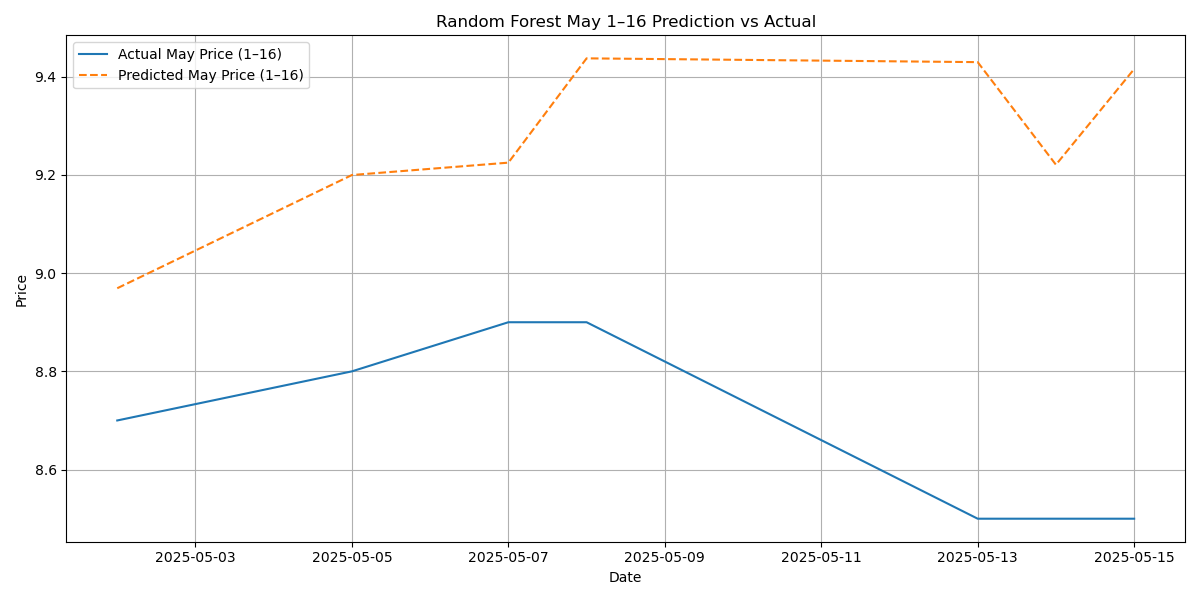 Random Forest May 1–16 Prediction vs Actual
Actual May Price (1–16)
Predicted May Price (1–16)
9.4
9.2
9.0
8.8
8.6
Price
2025-05-03 2025-05-05 2025-05-07 2025-05-09 2025-05-11 2025-05-13 2025-05-15
Date